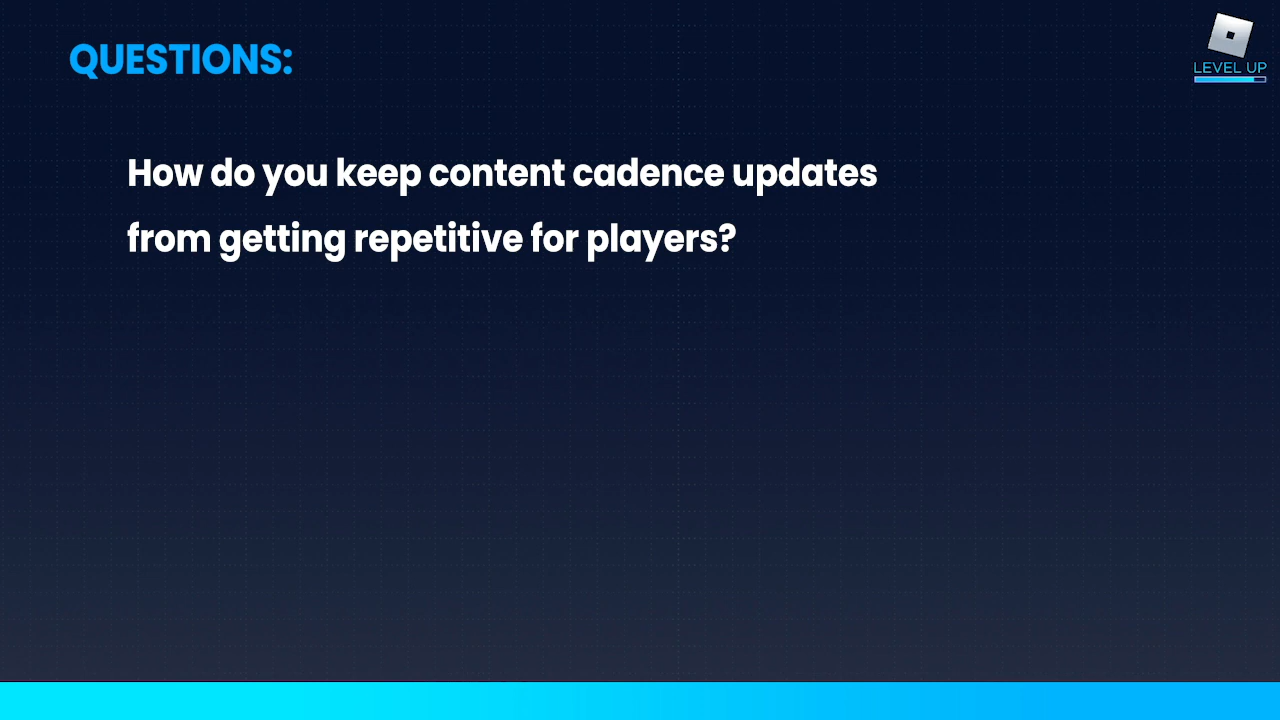 QUESTIONS:
LEVEL UP
How do you keep content cadence updates
from getting repetitive for players?